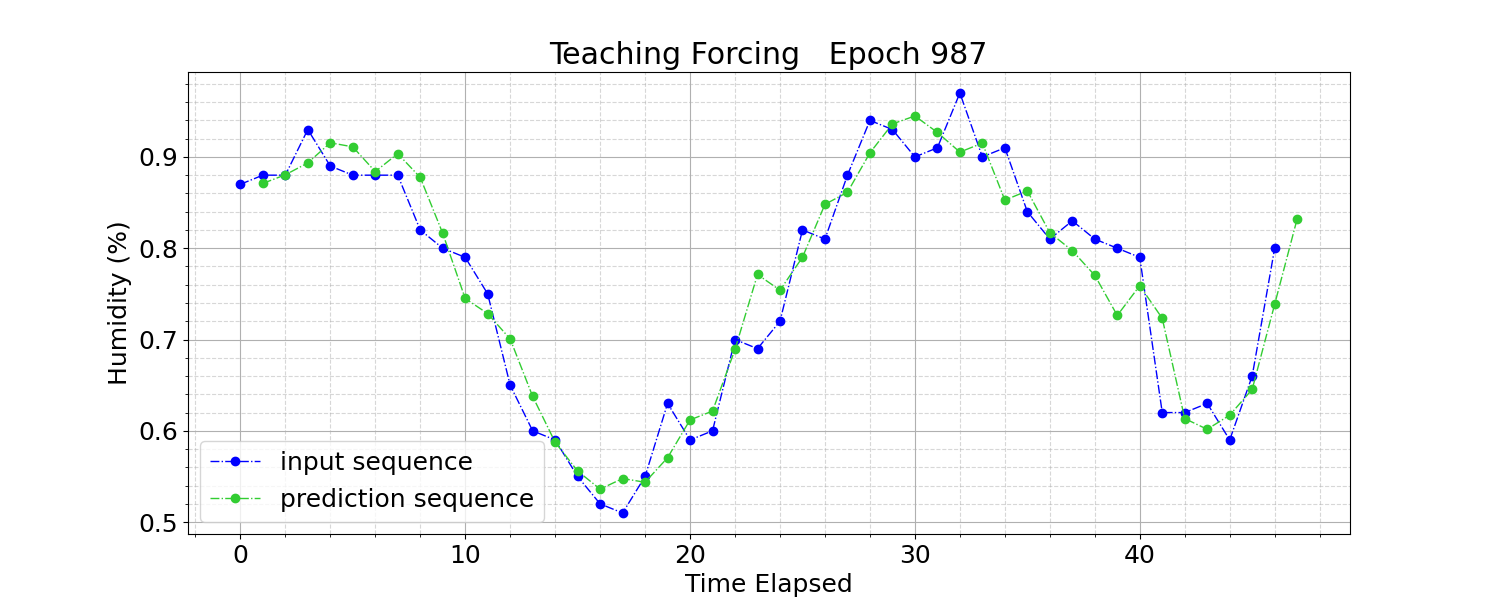 Teaching Forcing   Epoch 987
Humidity (%)
0.9
0.8
0.7
0.6
0.5
input sequence
prediction sequence
0 10 20 30 40
Time Elapsed